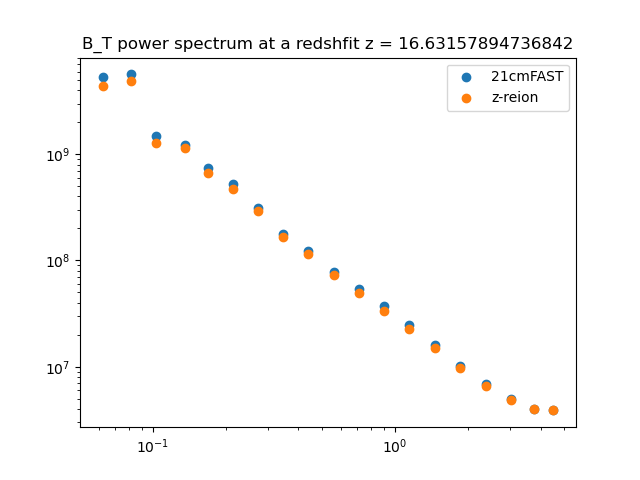 B_T power spectrum at a redshfit z = 16.63157894736842
21cmFAST
z-reion
10⁹
10⁸
10⁷
10⁻¹
10⁰